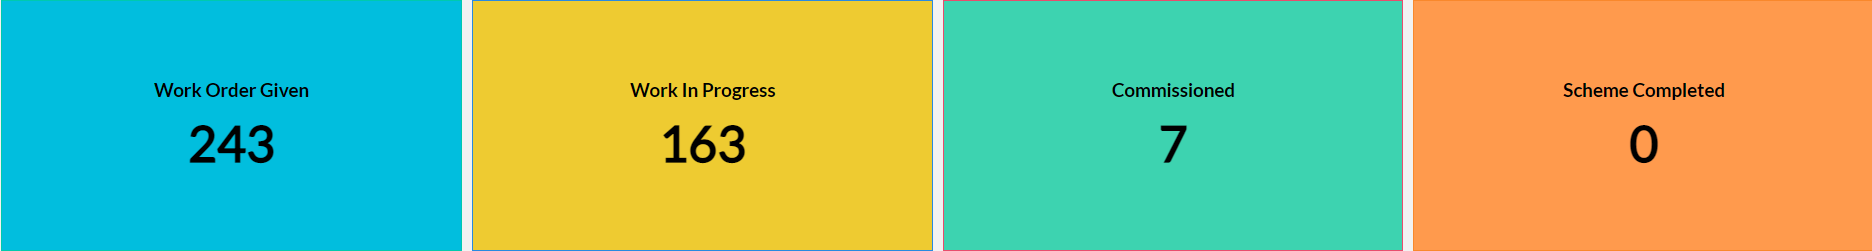 Work Order Given
243
Work In Progress
163
Commissioned
7
Scheme Completed
0